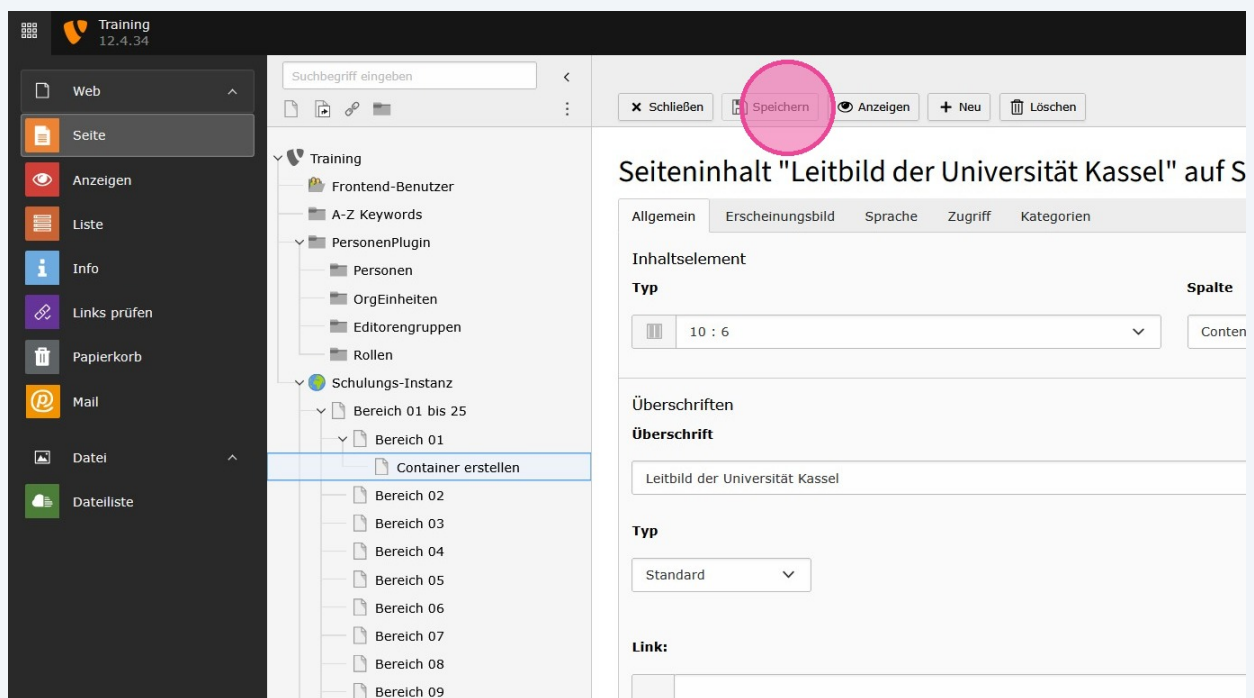 Training
12.4.34
Web
Seite
Anzeigen
Liste
Info
Links prüfen
Papierkorb
Mail
Datei
Dateiliste
Suchbegriff eingeben
Training
Frontend-Benutzer
A-Z Keywords
PersonenPlugin
Personen
OrgEinheiten
Editorengruppen
Rollen
Schulungs-Instanz
Bereich 01 bis 25
Bereich 01
Container erstellen
Bereich 02
Bereich 03
Bereich 04
Bereich 05
Bereich 06
Bereich 07
Bereich 08
Bereich 09
Schließen Speichern Anzeigen Neu Löschen
Seiteninhalt "Leitbild der Universität Kassel" auf S
Allgemein Erscheinungsbild Sprache Zugriff Kategorien
Inhaltselement
Typ Spalte
10 : 6 Conten
Überschriften
Überschrift
Leitbild der Universität Kassel
Typ
Standard
Link: